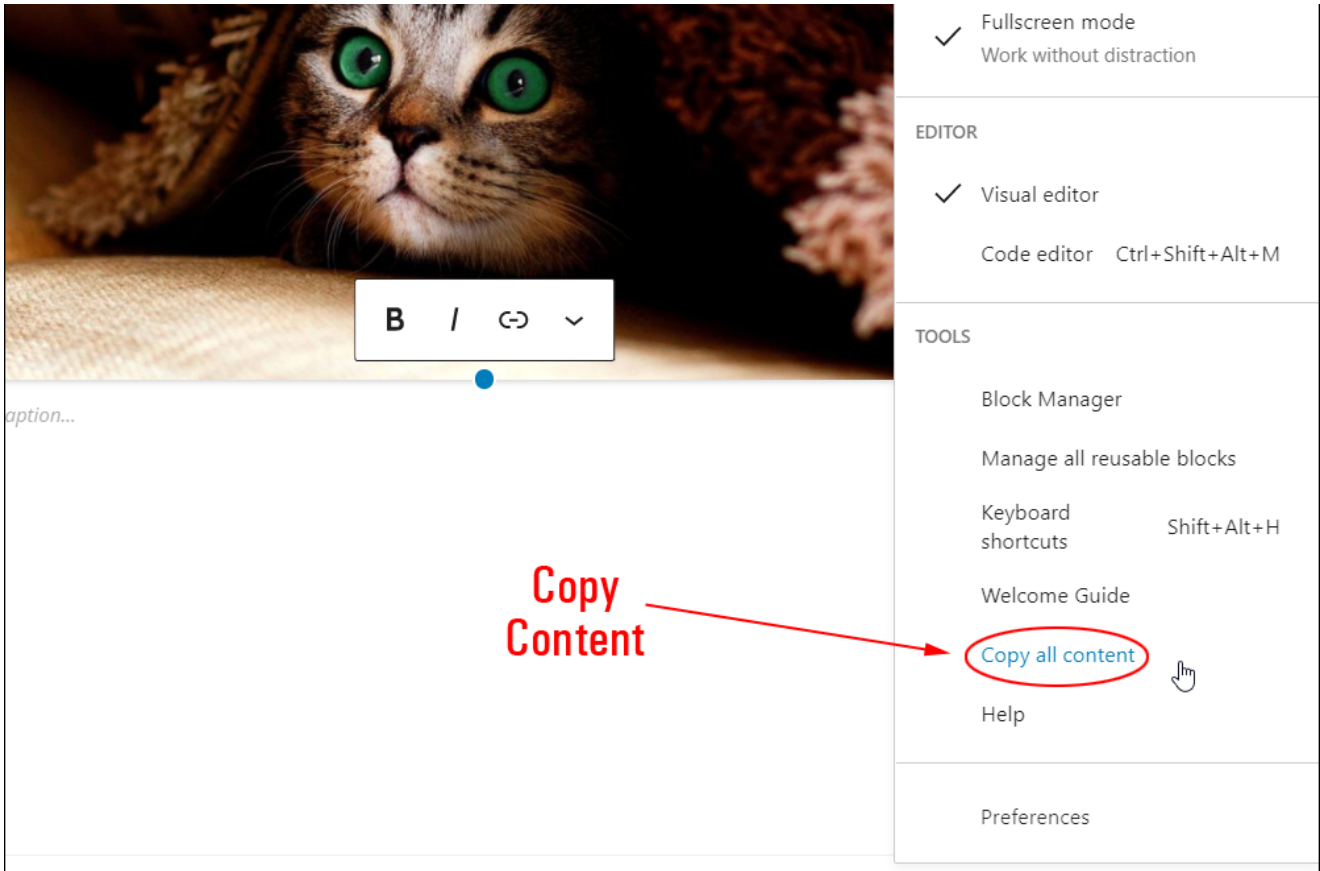 Fullscreen mode
Work without distraction
EDITOR
Visual editor
Code editor Ctrl+Shift+Alt+M
B I
TOOLS
aption...
Block Manager
Manage all reusable blocks
Keyboard
shortcuts
Shift+Alt+H
Welcome Guide
Copy
Content
Copy all content
Help
Preferences